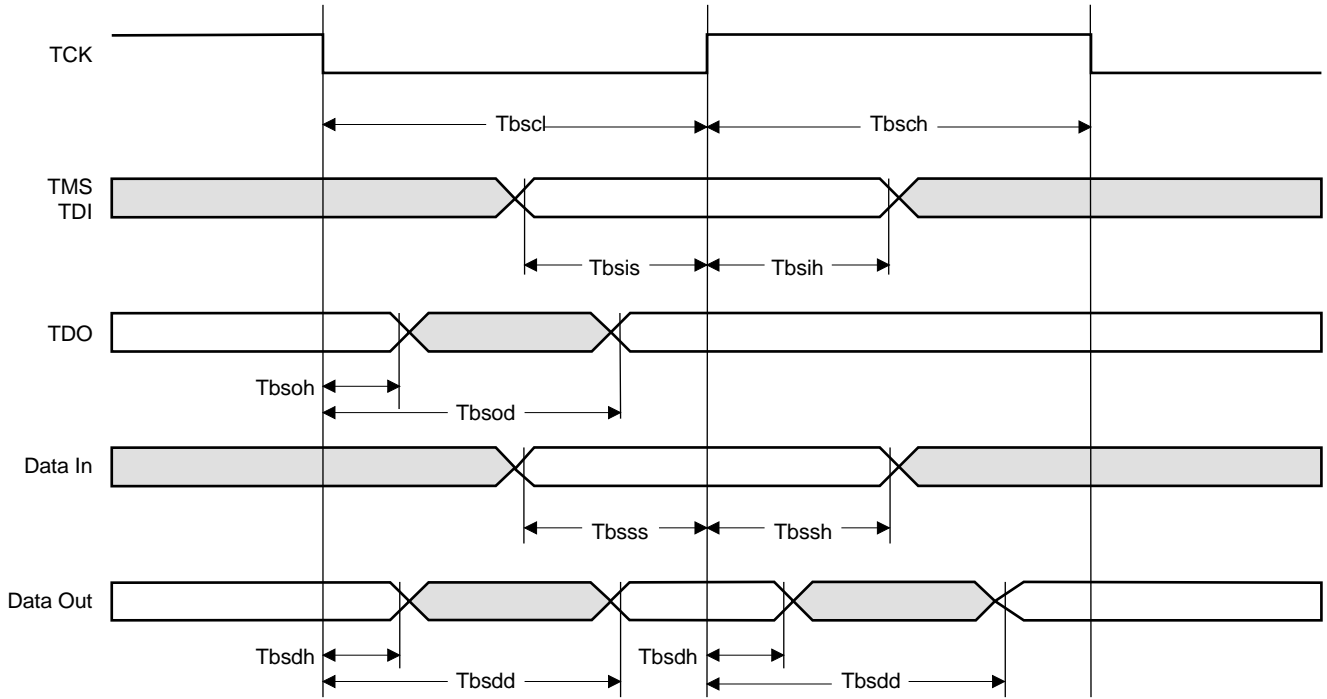 TCK
Tbscl
Tbsch
TMS
TDI
Tbsis
Tbsih
TDO
Tbsoh
Tbsod
Data In
Tbsss
Tbssh
Data Out
Tbsdh
Tbsdh
Tbsdd
Tbsdd